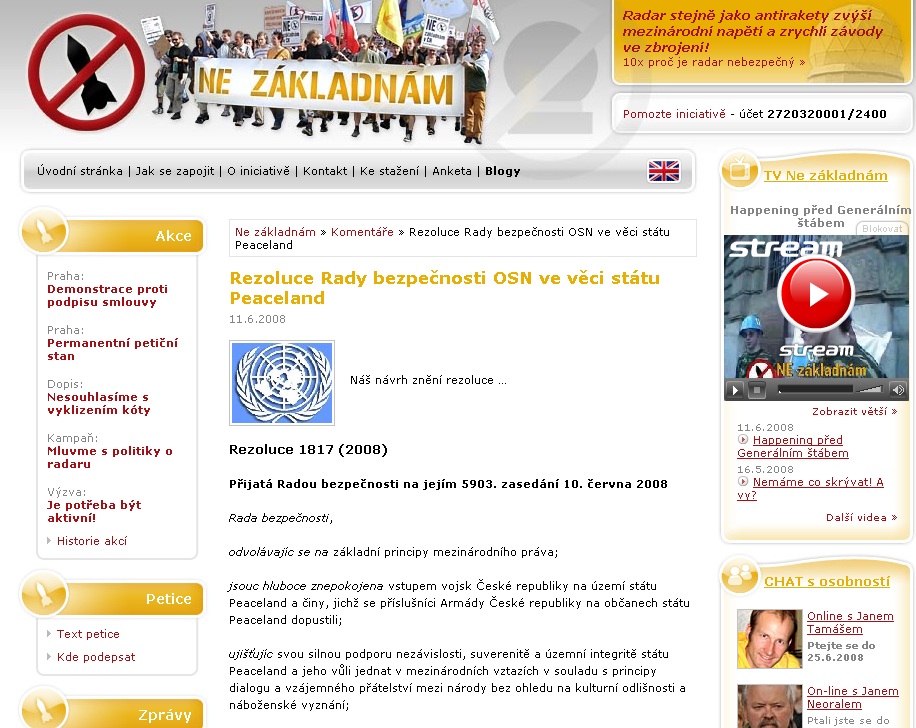 NE ZÁKLADNÁM
Radar stejně jako antirakety zvýší
mezinárodní napětí a zrychlí závody
ve zbrojení!
10x proč je radar nebezpečný »
Pomozte iniciativě - účet 2720320001/2400
Úvodní stránka | Jak se zapojit | O iniciativě | Kontakt | Ke stažení | Anketa | Blogy
Akce
Praha:
Demonstrace proti
podpisu smlouvy
Praha:
Permanentní petiční
stan
Dopis:
Nesouhlasíme s
vyklizením kóty
Kampaň:
Mluvme s politiky o
radaru
Výzva:
Je potřeba být
aktivní!
Historie akcí
Petice
Text petice
Kde podepsat
Zprávy
Ne základnám » Komentáře » Rezoluce Rady bezpečnosti OSN ve věci státu
Peaceland
Rezoluce Rady bezpečnosti OSN ve věci státu
Peaceland
11.6.2008
Náš návrh znění rezoluce ...
Rezoluce 1817 (2008)
Přijatá Radou bezpečnosti na jejím 5903. zasedání 10. června 2008
Rada bezpečnosti,
odvolávajíc se na základní principy mezinárodního práva;
jsouc hluboce znepokojena vstupem vojsk České republiky na území státu
Peaceland a činy, jichž se příslušníci Armády České republiky na občanech státu
Peaceland dopustili;
ujišťujíc svou silnou podporu nezávislosti, suverenitě a územní integritě státu
Peaceland a jeho vůli jednat v mezinárodních vztazích v souladu s principy
dialogu a vzájemného přátelství mezi národy bez ohledu na kulturní odlišnosti a
náboženské vyznání;
TV Ne základnám
Happening před Generálním
štábem
Blokovat
stream
stream
NE základnám
Zobrazit větší »
11.6.2008
Happening před
Generálním štábem
16.5.2008
Nemáme co skrývat! A
vy?
Další videa »
CHAT s osobností
Online s Janem
Tamášem
Ptejte se do
25.6.2008
On-line s Janem
Neoralem
Ptali jste se do